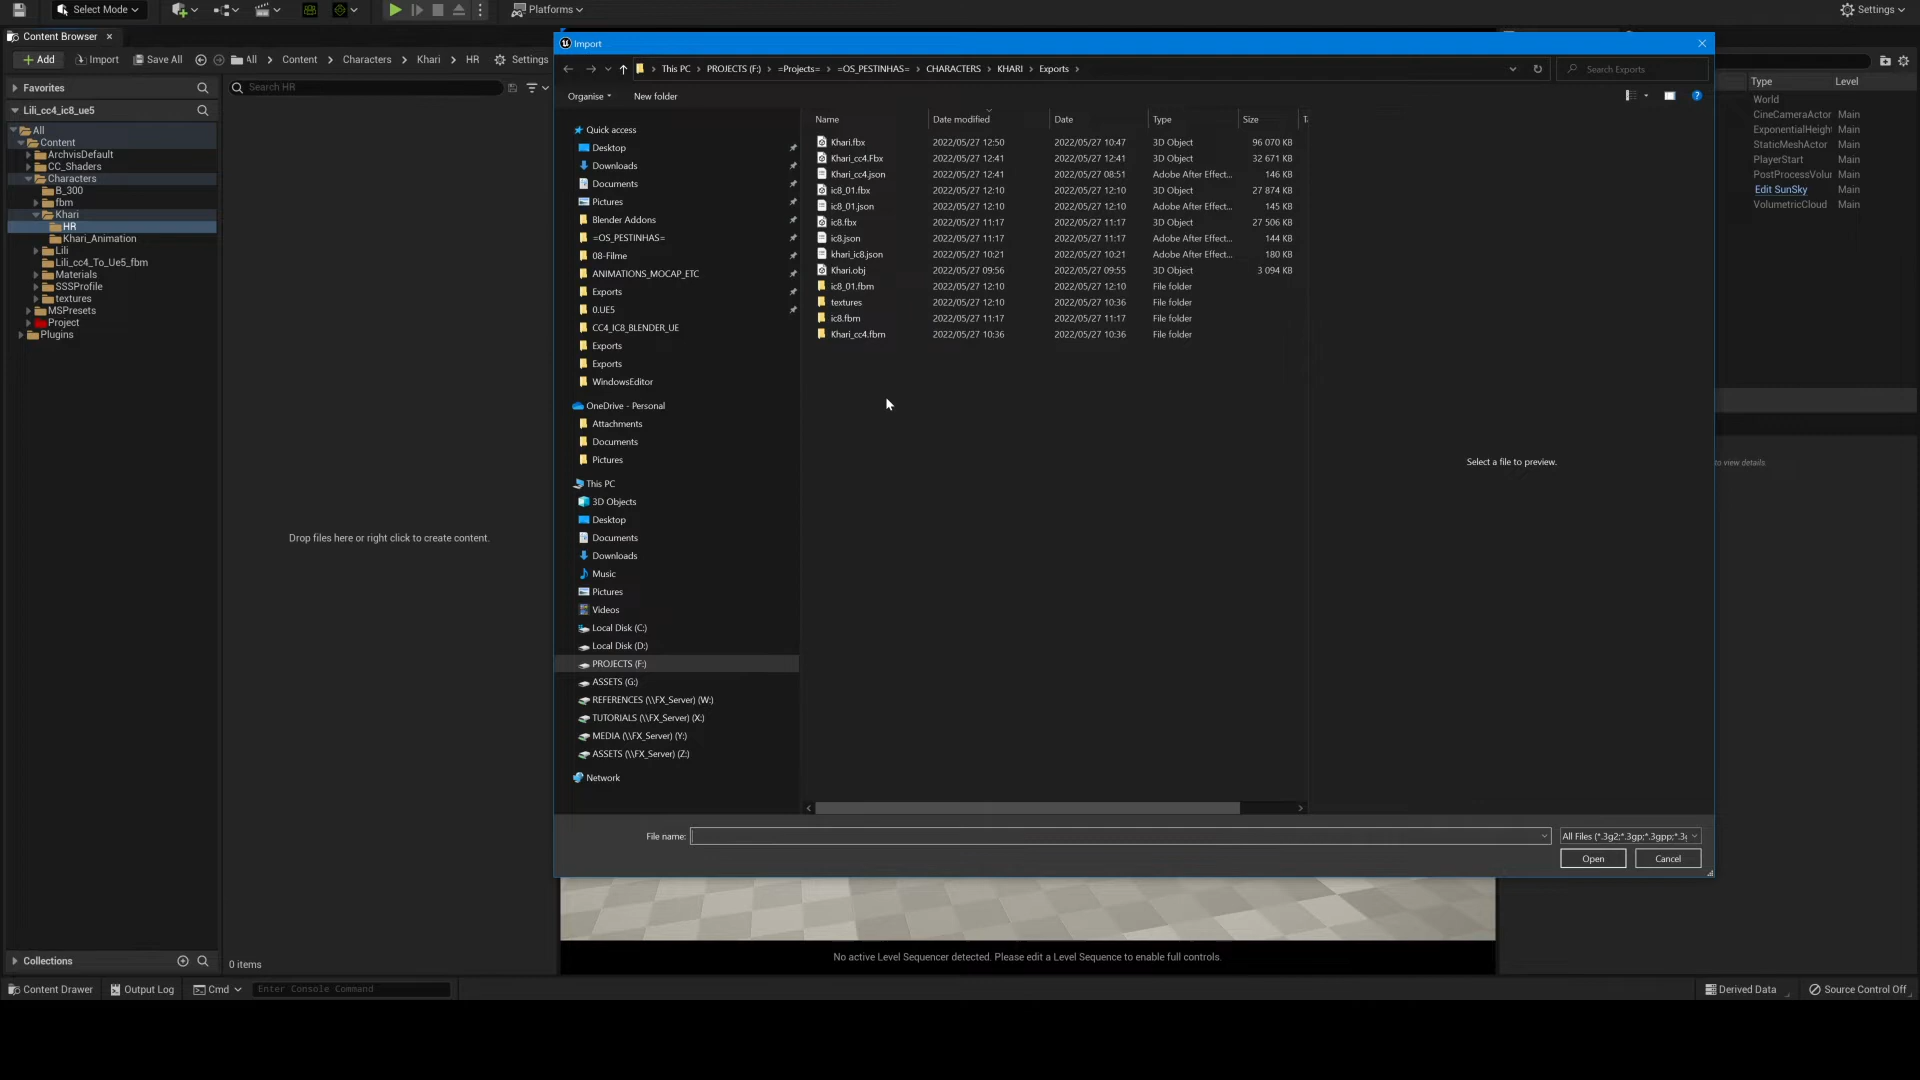 Select Mode
Platforms
Settings
Content Browser
Add
Import
Save All
All
Content
Characters
Khari
HR
Settings
Favorites
Search HR
Lili_cc4_ic8_ue5
All
Content
ArchvisDefault
CC_Shaders
Characters
B_300
fbm
Khari
HR
Khari_Animation
Lili
Lili_cc4_To_Ue5_fbm
Materials
SSSProfile
textures
MSPresets
Project
Plugins
Drop files here or right click to create content.
Collections
0 items
Import
This PC > PROJECTS (F:) > =Projects= > =OS_PESTINHAS= > CHARACTERS > KHARI > Exports >
Search Exports
Organise
New folder
Quick access
Desktop
Downloads
Documents
Pictures
Blender Addons
=OS_PESTINHAS=
08-Filme
ANIMATIONS_MOCAP_ETC
Exports
0.UE5
CC4_IC8_BLENDER_UE
Exports
Exports
WindowsEditor
OneDrive - Personal
Attachments
Documents
Pictures
This PC
3D Objects
Desktop
Documents
Downloads
Music
Pictures
Videos
Local Disk (C:)
Local Disk (D:)
PROJECTS (F:)
ASSETS (G:)
REFERENCES (\\FX_Server) (W:)
TUTORIALS (\\FX_Server) (X:)
MEDIA (\\FX_Server) (Y:)
ASSETS (\\FX_Server) (Z:)
Network
Name Date modified Date Type Size
Khari.fbx 2022/05/27 12:50 2022/05/27 10:47 3D Object 96 070 KB
Khari_cc4.Fbx 2022/05/27 12:41 2022/05/27 12:41 3D Object 32 671 KB
Khari_cc4.json 2022/05/27 12:41 2022/05/27 08:51 Adobe After Effect... 146 KB
ic8_01.fbx 2022/05/27 12:10 2022/05/27 12:10 3D Object 27 874 KB
ic8_01.json 2022/05/27 12:10 2022/05/27 12:10 Adobe After Effect... 145 KB
ic8.fbx 2022/05/27 11:17 2022/05/27 11:17 3D Object 27 506 KB
ic8.json 2022/05/27 11:17 2022/05/27 11:17 Adobe After Effect... 144 KB
khari_ic8.json 2022/05/27 10:21 2022/05/27 10:21 Adobe After Effect... 180 KB
Khari.obj 2022/05/27 09:56 2022/05/27 09:55 3D Object 3 094 KB
ic8_01.fbm 2022/05/27 12:10 2022/05/27 12:10 File folder
textures 2022/05/27 12:10 2022/05/27 10:36 File folder
ic8.fbm 2022/05/27 11:17 2022/05/27 11:17 File folder
Khari_cc4.fbm 2022/05/27 10:36 2022/05/27 10:36 File folder
Select a file to preview.
File name:
All Files (*.3g2;*.3gp;*.3gpp;*.3
Open
Cancel
Type Level
World
CineCameraActor Main
ExponentialHeight Main
StaticMeshActor Main
PlayerStart Main
PostProcessVolu Main
Edit SunSky Main
VolumetricCloud Main
to view details.
No active Level Sequencer detected. Please edit a Level Sequence to enable full controls.
Content Drawer
Output Log
Cmd
Enter Console Command
Derived Data
Source Control Off